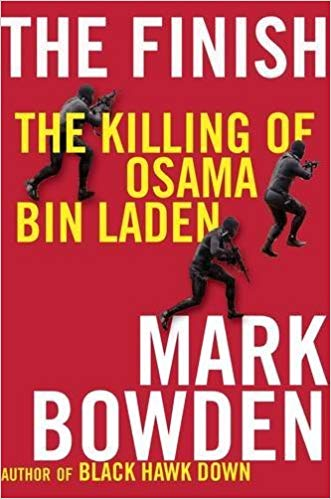 THE FINISH
THE KILLING OF
OSAMA
BIN LADEN
MARK
BOWDEN
AUTHOR OF BLACK HAWK DOWN